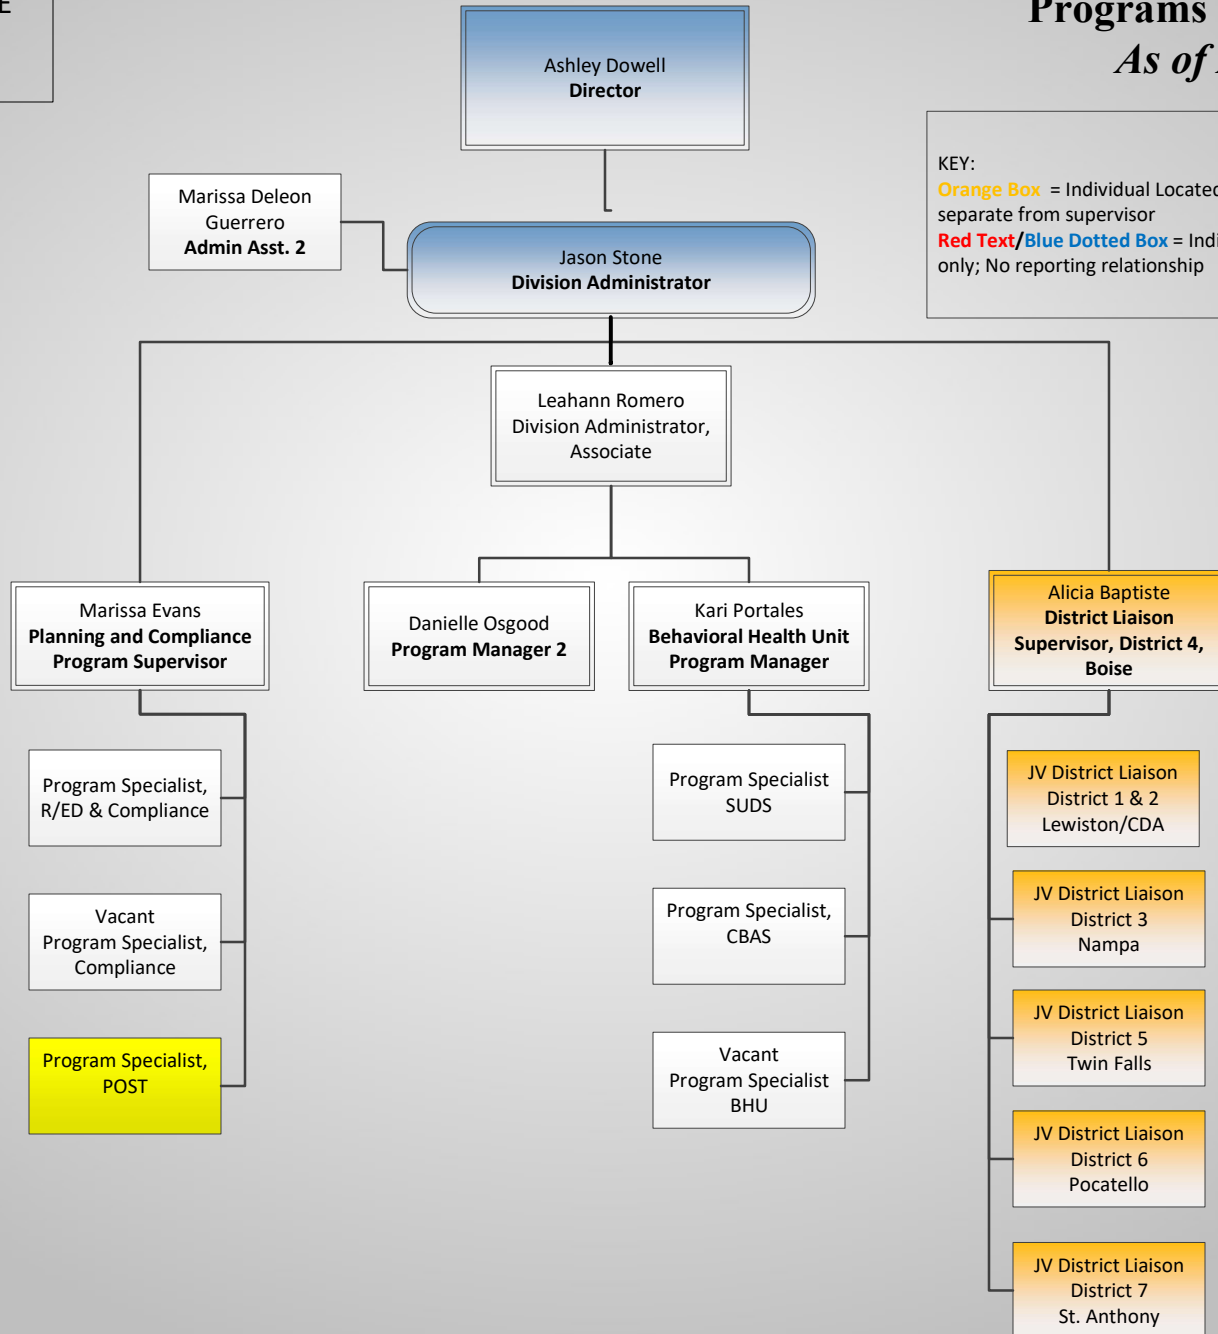 E
Programs
As of
Ashley Dowell
Director
KEY:
Orange Box = Individual Located
separate from supervisor
Red Text/Blue Dotted Box = Indi
only; No reporting relationship
Marissa Deleon
Guerrero
Admin Asst. 2
Jason Stone
Division Administrator
Leahann Romero
Division Administrator,
Associate
Marissa Evans
Planning and Compliance
Program Supervisor
Danielle Osgood
Program Manager 2
Kari Portales
Behavioral Health Unit
Program Manager
Alicia Baptiste
District Liaison
Supervisor, District 4,
Boise
Program Specialist,
R/ED & Compliance
Vacant
Program Specialist,
Compliance
Program Specialist,
POST
Program Specialist
SUDS
Program Specialist,
CBAS
Vacant
Program Specialist
BHU
JV District Liaison
District 1 & 2
Lewiston/CDA
JV District Liaison
District 3
Nampa
JV District Liaison
District 5
Twin Falls
JV District Liaison
District 6
Pocatello
JV District Liaison
District 7
St. Anthony